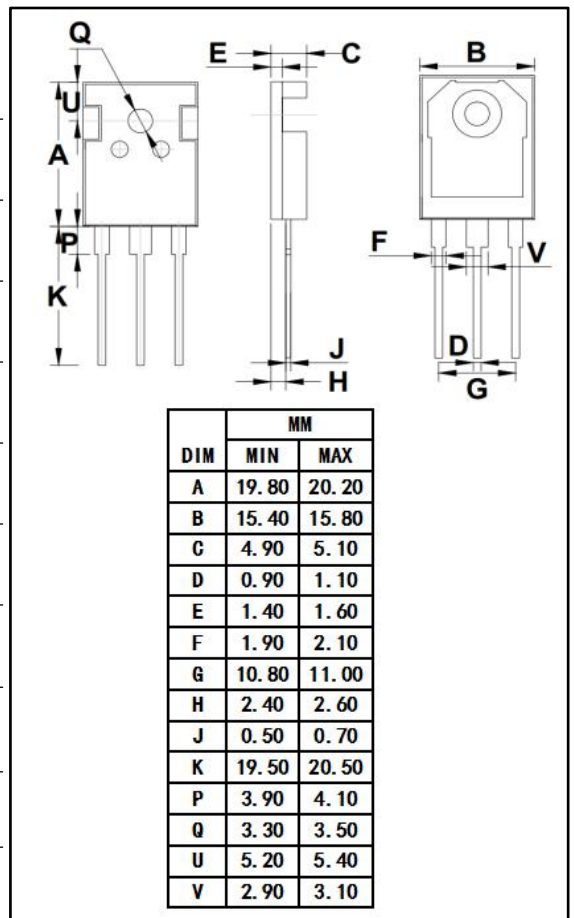 Q
E
C
B
U
A
P
K
F
V
J
H
D
G
DIM MM
MIN MAX
A 19.80 20.20
B 15.40 15.80
C 4.90 5.10
D 0.90 1.10
E 1.40 1.60
F 1.90 2.10
G 10.80 11.00
H 2.40 2.60
J 0.50 0.70
K 19.50 20.50
P 3.90 4.10
Q 3.30 3.50
U 5.20 5.40
V 2.90 3.10